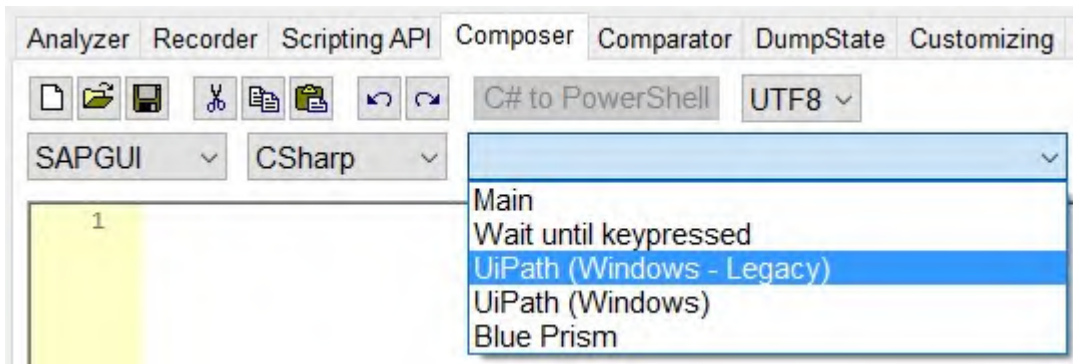 Analyzer Recorder Scripting API Composer Comparator DumpState Customizing
C# to PowerShell UTF8
SAPGUI CSharp
Main
1
Wait until keypressed
UiPath (Windows - Legacy)
UiPath (Windows)
Blue Prism